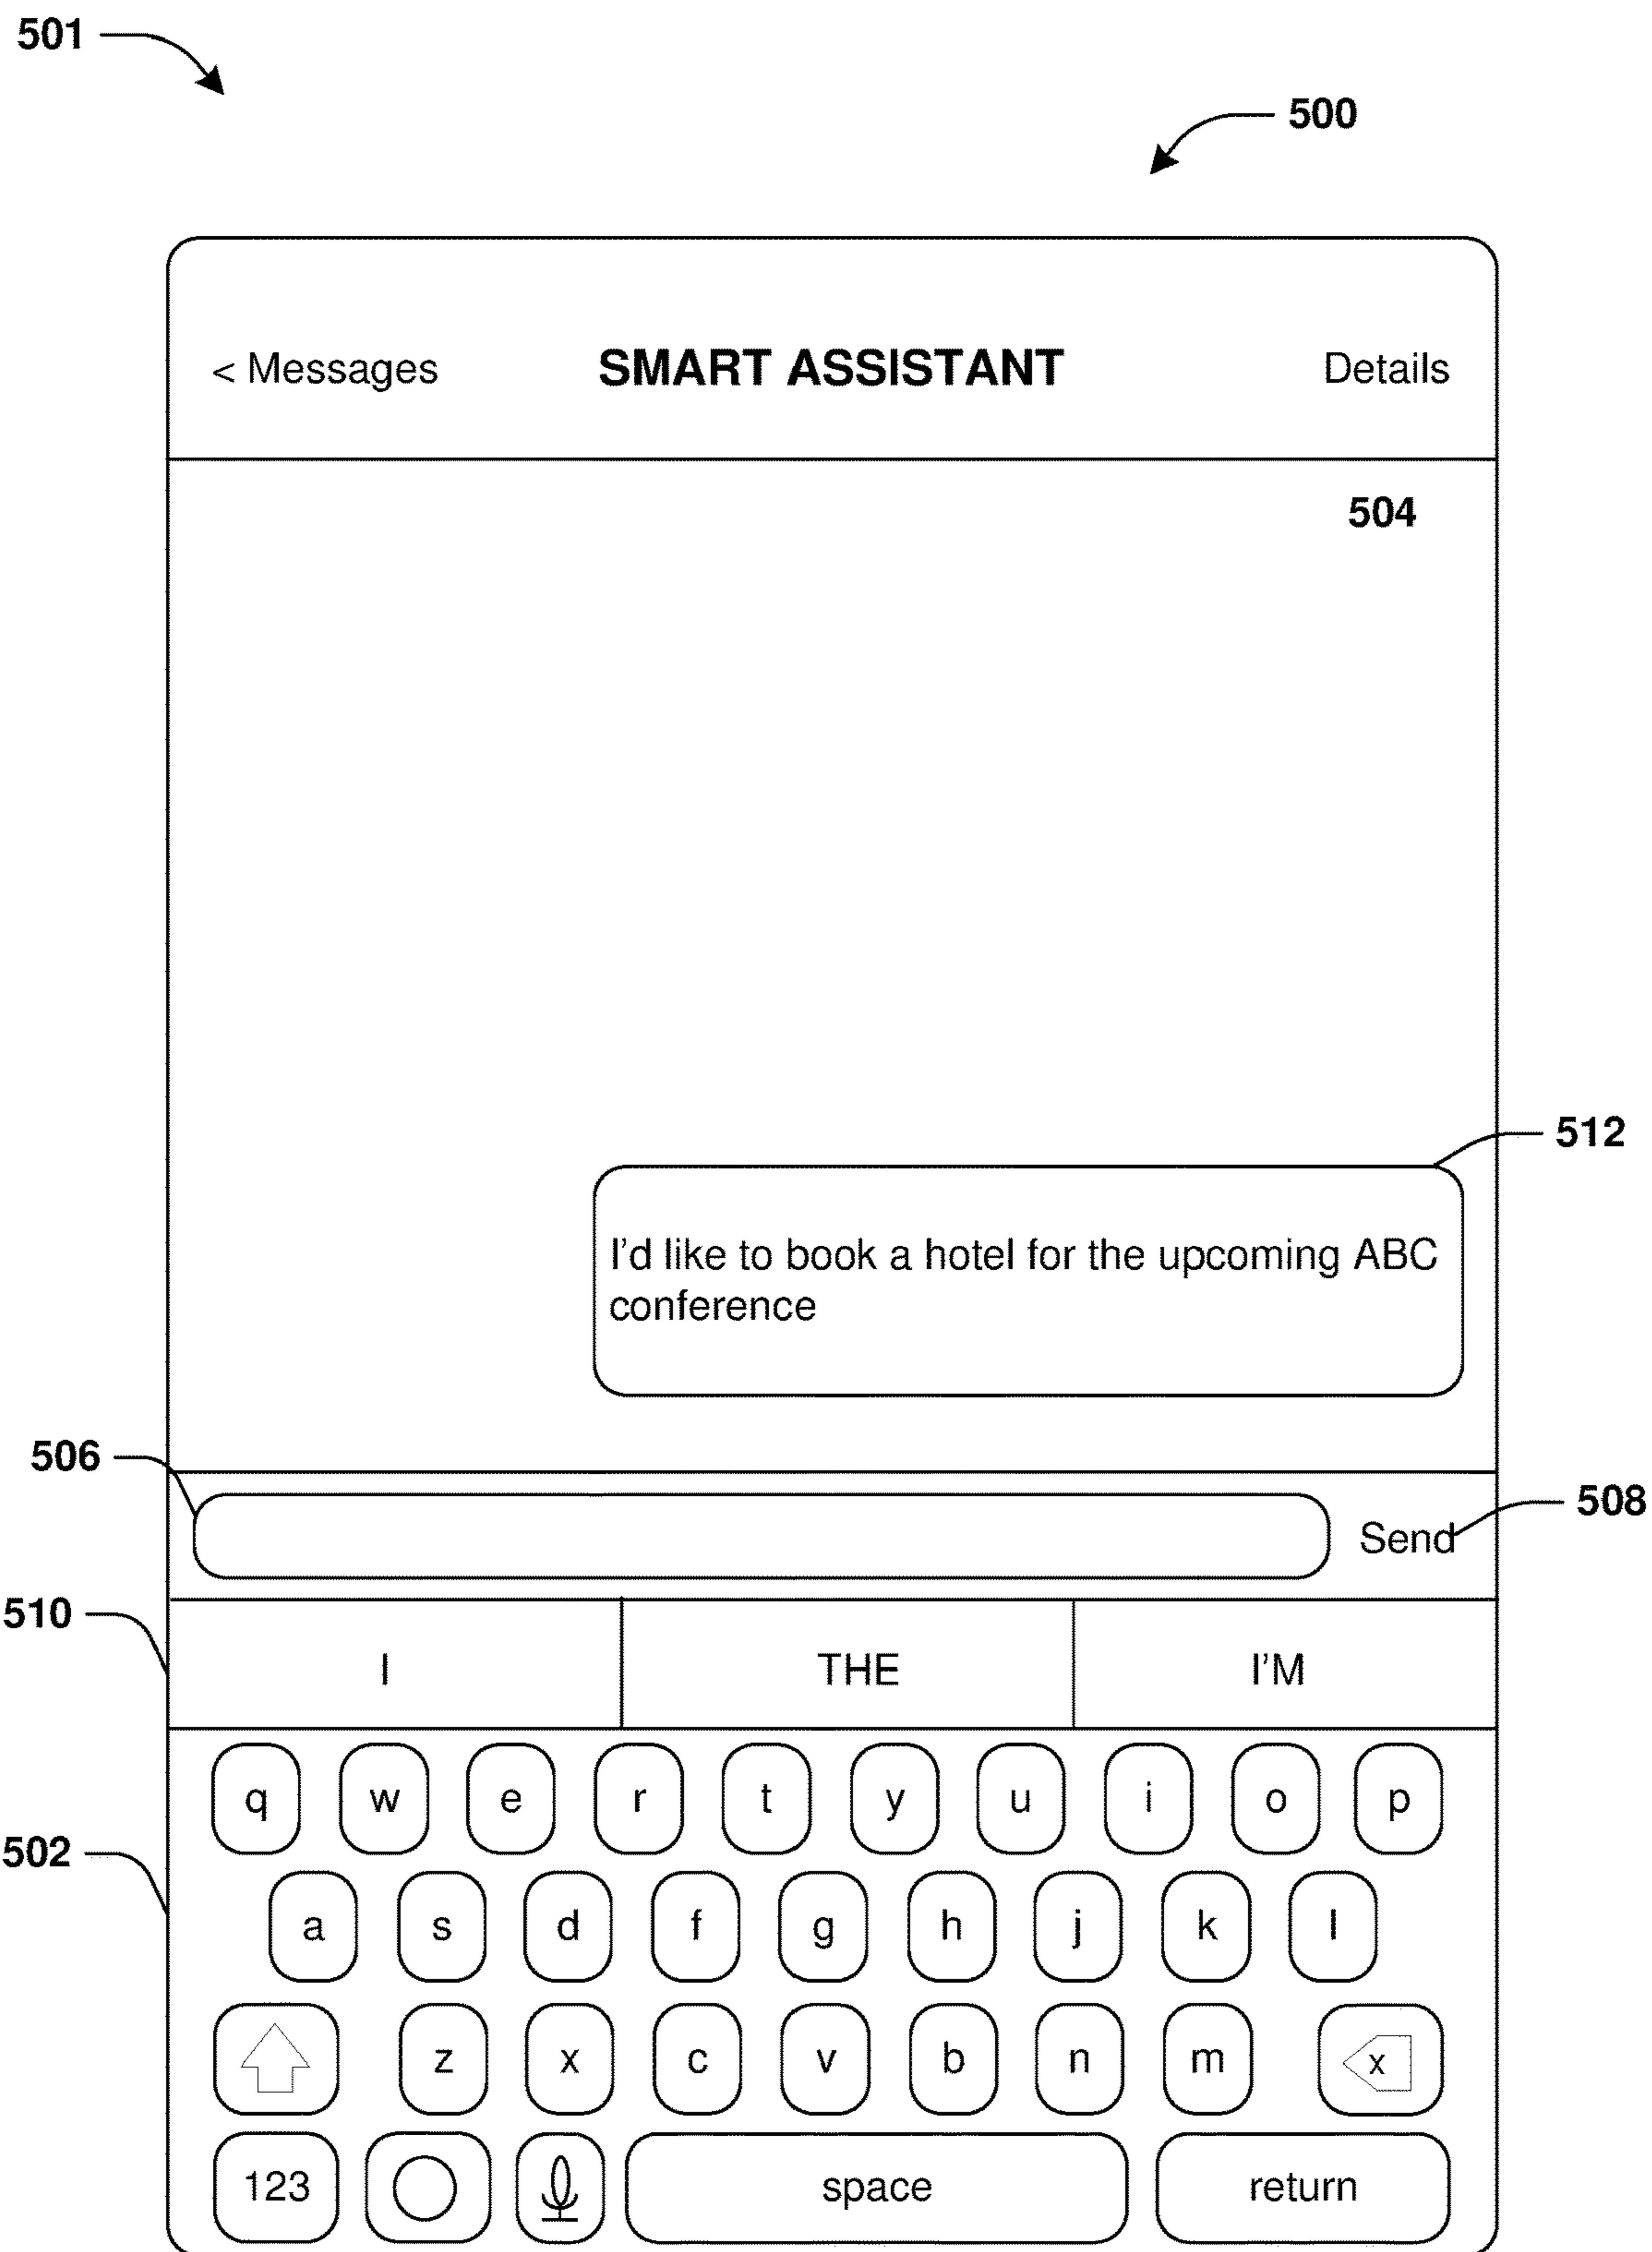 501
500
< Messages SMART ASSISTANT Details
504
512
I'd like to book a hotel for the upcoming ABC
conference
506
508
Send
510
I THE I'M
q w e r t y u i o p
502
a s d f g h j k l
z x c v b n m x
123 space return